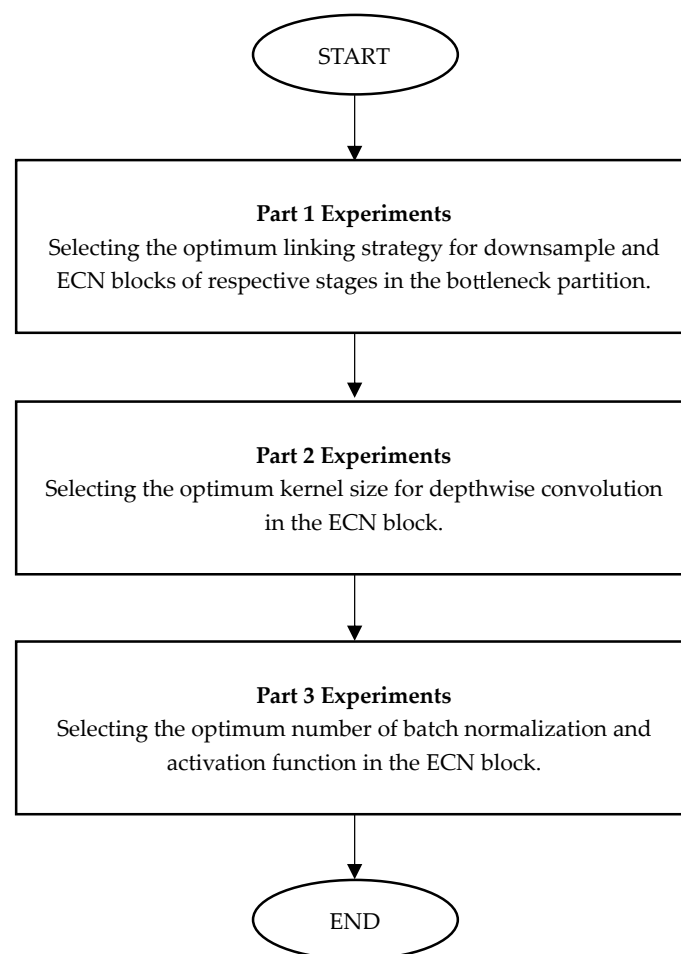 START
Part 1 Experiments
Selecting the optimum linking strategy for downsample and
ECN blocks of respective stages in the bottleneck partition.
Part 2 Experiments
Selecting the optimum kernel size for depthwise convolution
in the ECN block.
Part 3 Experiments
Selecting the optimum number of batch normalization and
activation function in the ECN block.
END